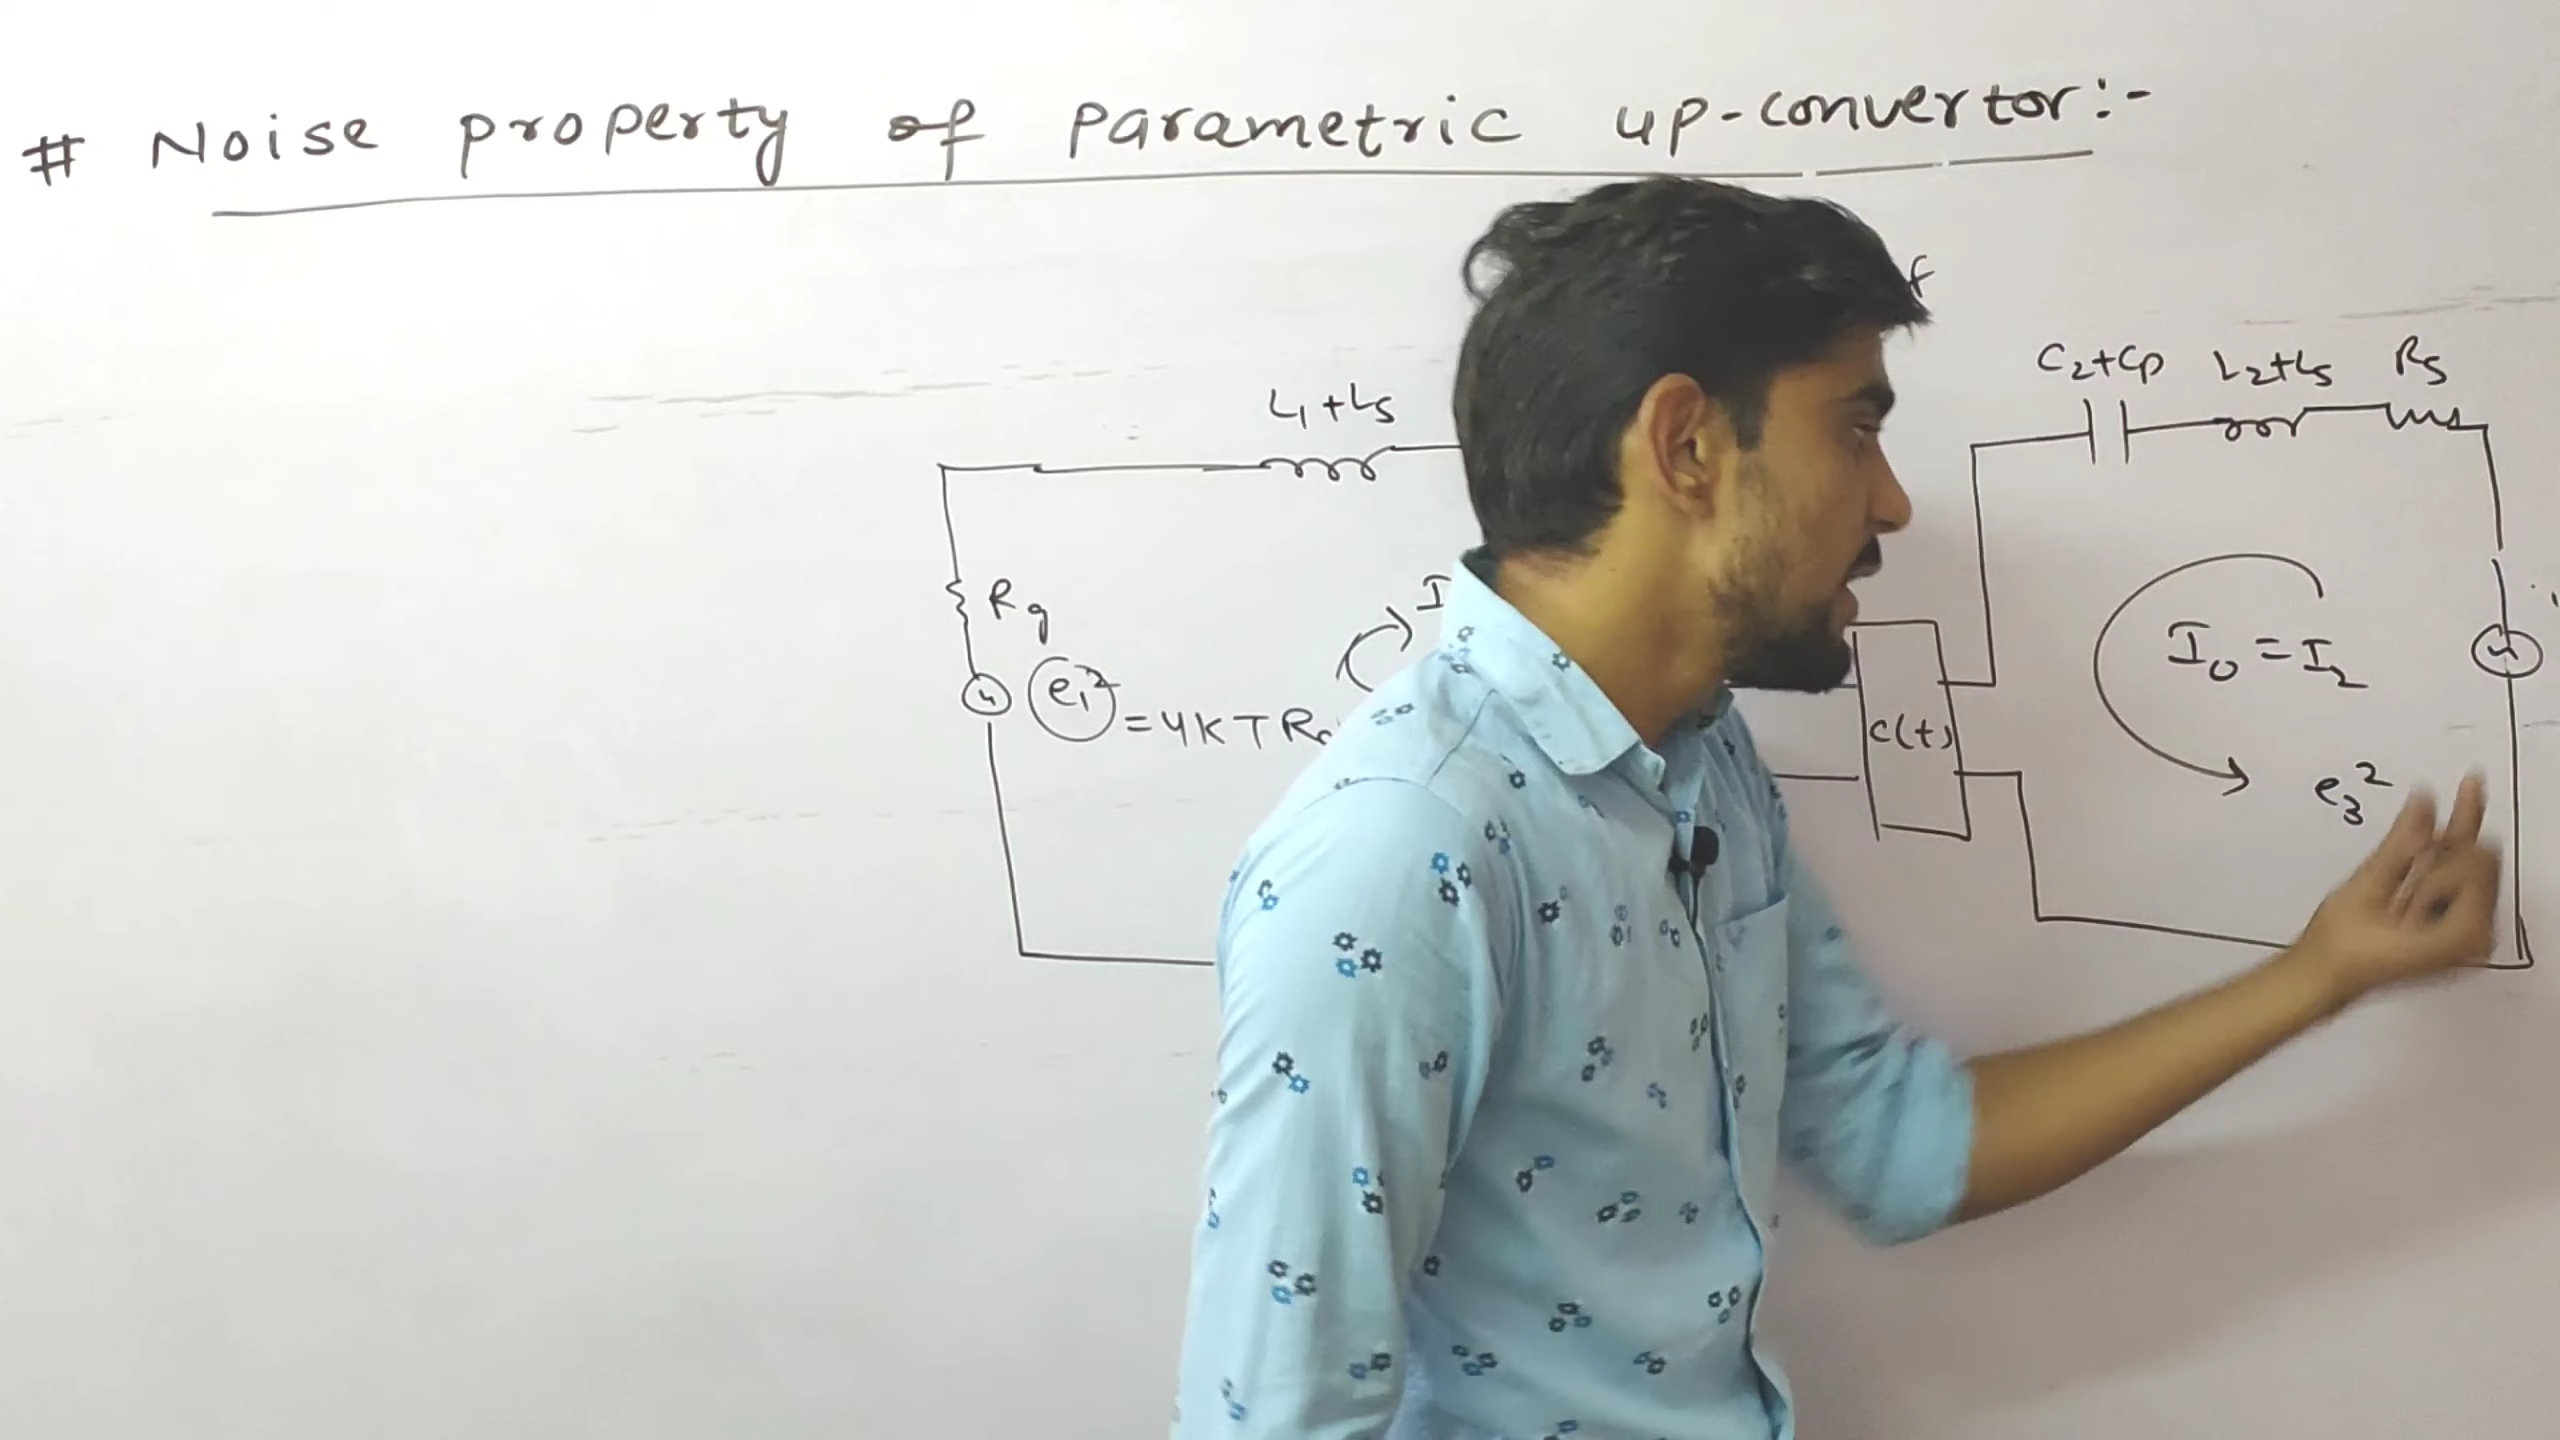 # Noise property of parametric up-convertor:-
L1+Ls
C2+Cp L2+Ls Rs
Rg
I
e1² = 4KTR
C(t)
I0 = I2
e3²